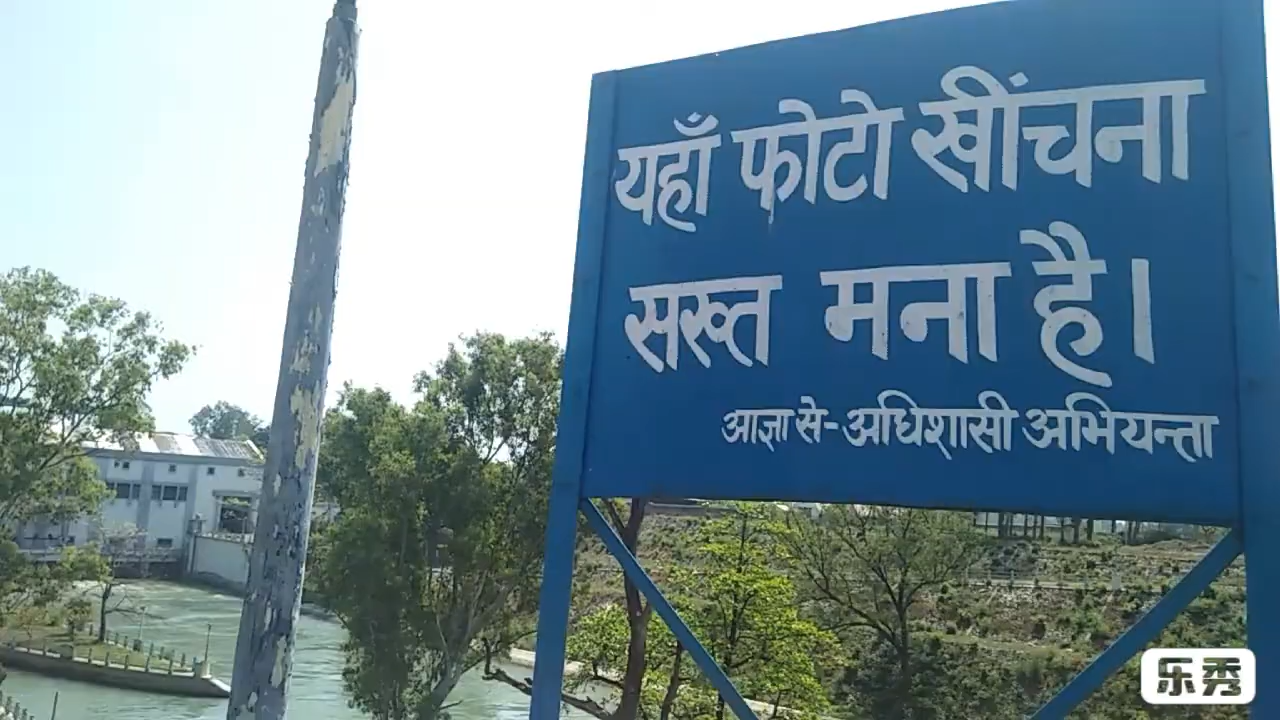 यहाँ फोटो खींचना
सख्त मना है।
आज्ञा से-अधिशासी अभियन्ता
乐秀